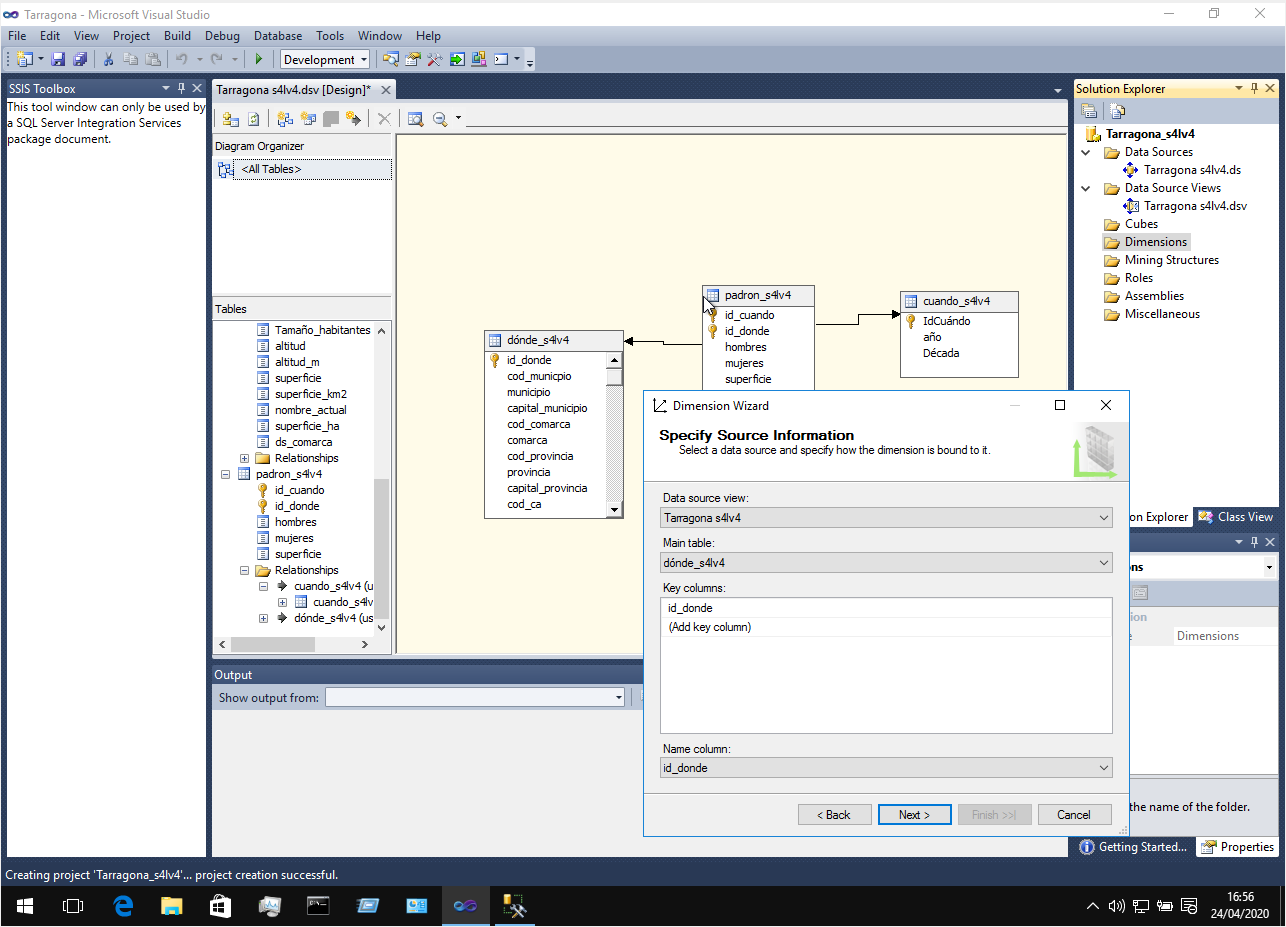 Tarragona - Microsoft Visual Studio
File Edit View Project Build Debug Database Tools Window Help
Development
SSIS Toolbox
This tool window can only be used by
a SQL Server Integration Services
package document.
Tarragona s4lv4.dsv [Design]*
Diagram Organizer
<All Tables>
Tables
Tamaño_habitantes
altitud
altitud_m
superficie
superficie_km2
nombre_actual
superficie_ha
ds_comarca
Relationships
padron_s4lv4
id_cuando
id_donde
hombres
mujeres
superficie
Relationships
cuando_s4lv4 (u
cuando_s4lv
dónde_s4lv4 (us
dónde_s4lv4
id_donde
cod_municpio
municipio
capital_municipio
cod_comarca
comarca
cod_provincia
provincia
capital_provincia
cod_ca
padron_s4lv4
id_cuando
id_donde
hombres
mujeres
superficie
cuando_s4lv4
IdCuándo
año
Década
Dimension Wizard
Specify Source Information
Select a data source and specify how the dimension is bound to it.
Data source view:
Tarragona s4lv4
Main table:
dónde_s4lv4
Key columns:
id_donde
(Add key column)
Name column:
id_donde
< Back Next > Finish >>| Cancel
Output
Show output from:
Solution Explorer
Tarragona_s4lv4
Data Sources
Tarragona s4lv4.ds
Data Source Views
Tarragona s4lv4.dsv
Cubes
Dimensions
Mining Structures
Roles
Assemblies
Miscellaneous
on Explorer Class View
ns
ion
e Dimensions
the name of the folder.
Getting Started... Properties
Creating project 'Tarragona_s4lv4'... project creation successful.
16:56
24/04/2020